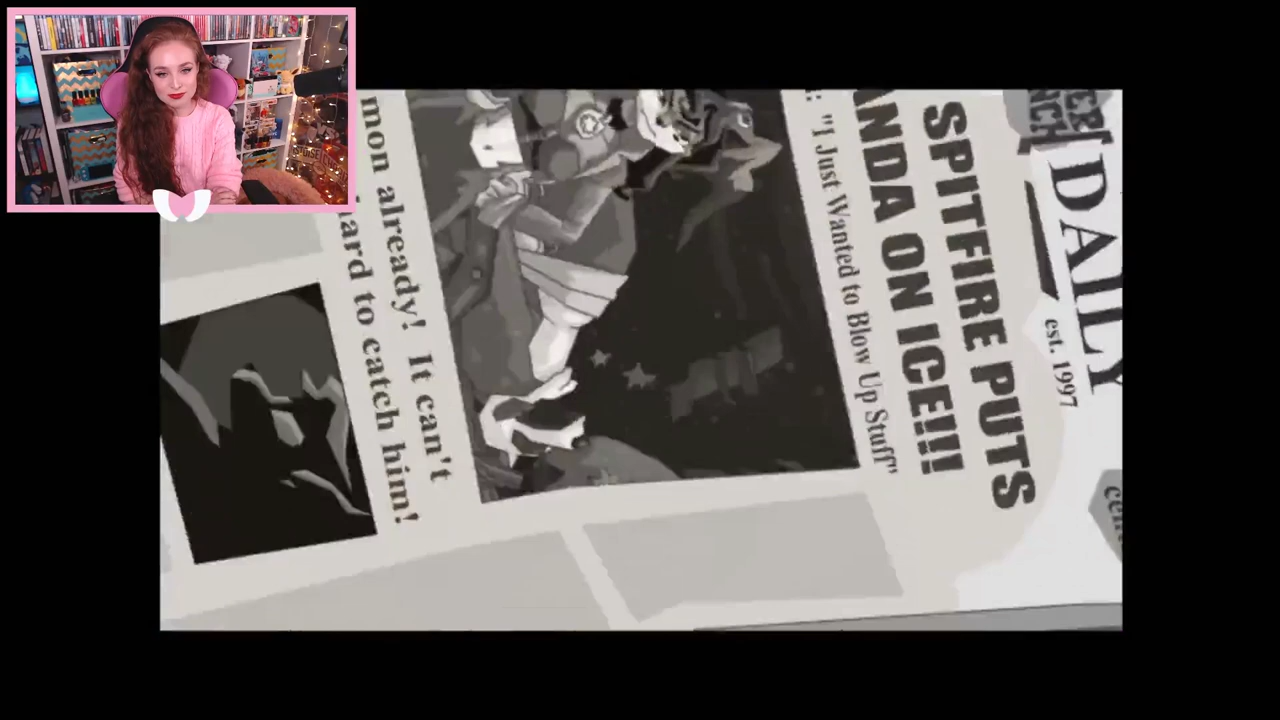 DAILY
est. 1997
SPITFIRE PUTS
ANDA ON ICE!!!
: "I Just Wanted to Blow Up Stuff"
mon already! It can't
hard to catch him!